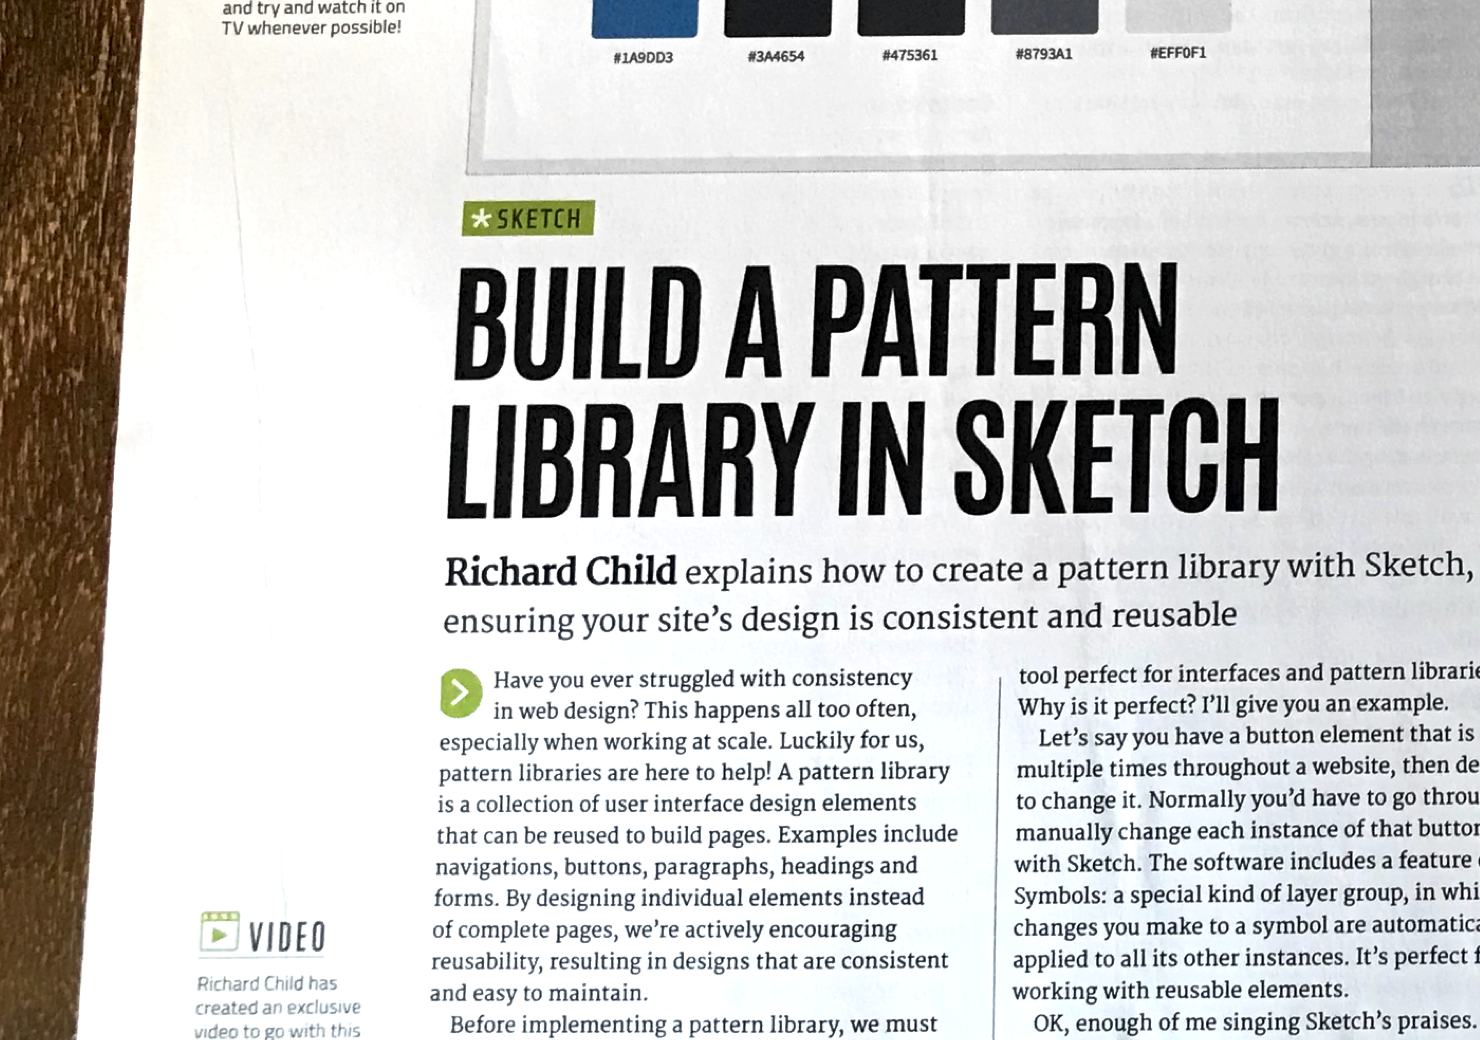 and try and watch it on
TV whenever possible!
#1A9DD3 #3A4654 #475361 #8793A1 #EFF0F1
*SKETCH
BUILD A PATTERN
LIBRARY IN SKETCH
Richard Child explains how to create a pattern library with Sketch,
ensuring your site's design is consistent and reusable
Have you ever struggled with consistency
in web design? This happens all too often,
especially when working at scale. Luckily for us,
pattern libraries are here to help! A pattern library
is a collection of user interface design elements
that can be reused to build pages. Examples include
navigations, buttons, paragraphs, headings and
forms. By designing individual elements instead
of complete pages, we're actively encouraging
reusability, resulting in designs that are consistent
and easy to maintain.
Before implementing a pattern library, we must
tool perfect for interfaces and pattern librarie
Why is it perfect? I'll give you an example.
Let's say you have a button element that is
multiple times throughout a website, then de
to change it. Normally you'd have to go throu
manually change each instance of that button
with Sketch. The software includes a feature
Symbols: a special kind of layer group, in whi
changes you make to a symbol are automatica
applied to all its other instances. It's perfect f
working with reusable elements.
OK, enough of me singing Sketch's praises.
VIDEO
Richard Child has
created an exclusive
video to go with this